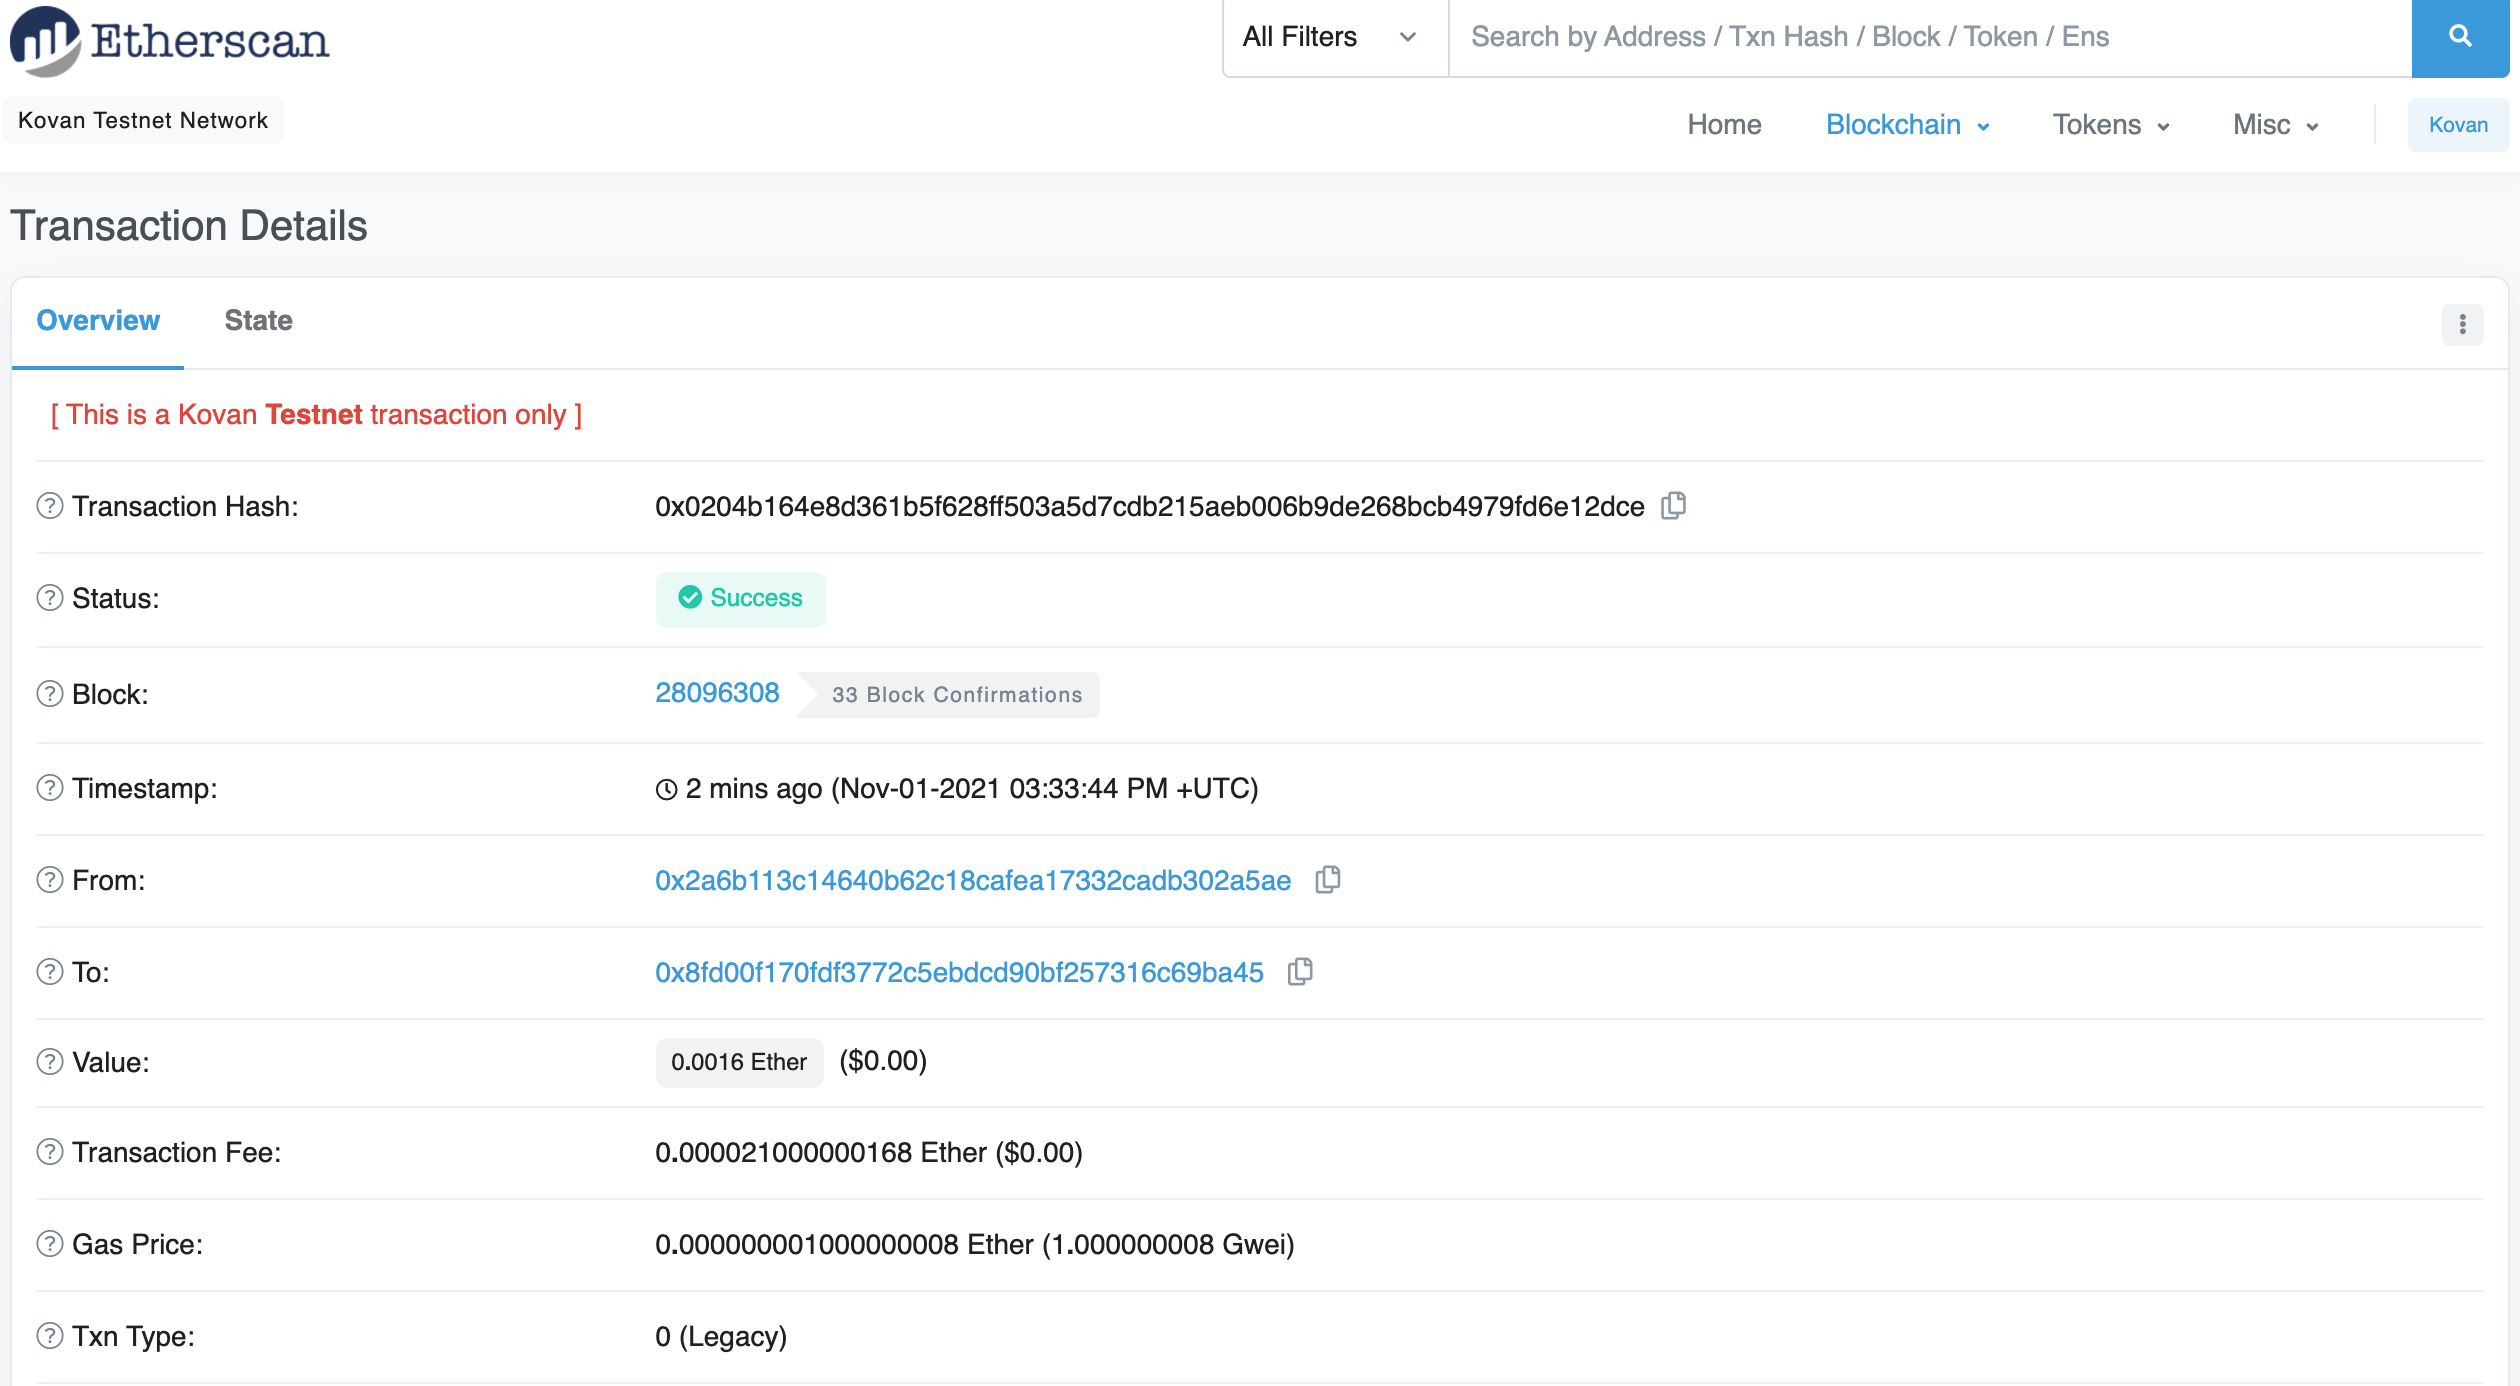 Etherscan
All Filters
Search by Address / Txn Hash / Block / Token / Ens
Kovan Testnet Network
Home
Blockchain
Tokens
Misc
Kovan
Transaction Details
Overview
State
[ This is a Kovan Testnet transaction only ]
Transaction Hash: 0x0204b164e8d361b5f628ff503a5d7cdb215aeb006b9de268bcb4979fd6e12dce
Status: Success
Block: 28096308 33 Block Confirmations
Timestamp: 2 mins ago (Nov-01-2021 03:33:44 PM +UTC)
From: 0x2a6b113c14640b62c18cafea17332cadb302a5ae
To: 0x8fd00f170fdf3772c5ebdcd90bf257316c69ba45
Value: 0.0016 Ether ($0.00)
Transaction Fee: 0.000021000000168 Ether ($0.00)
Gas Price: 0.000000001000000008 Ether (1.000000008 Gwei)
Txn Type: 0 (Legacy)